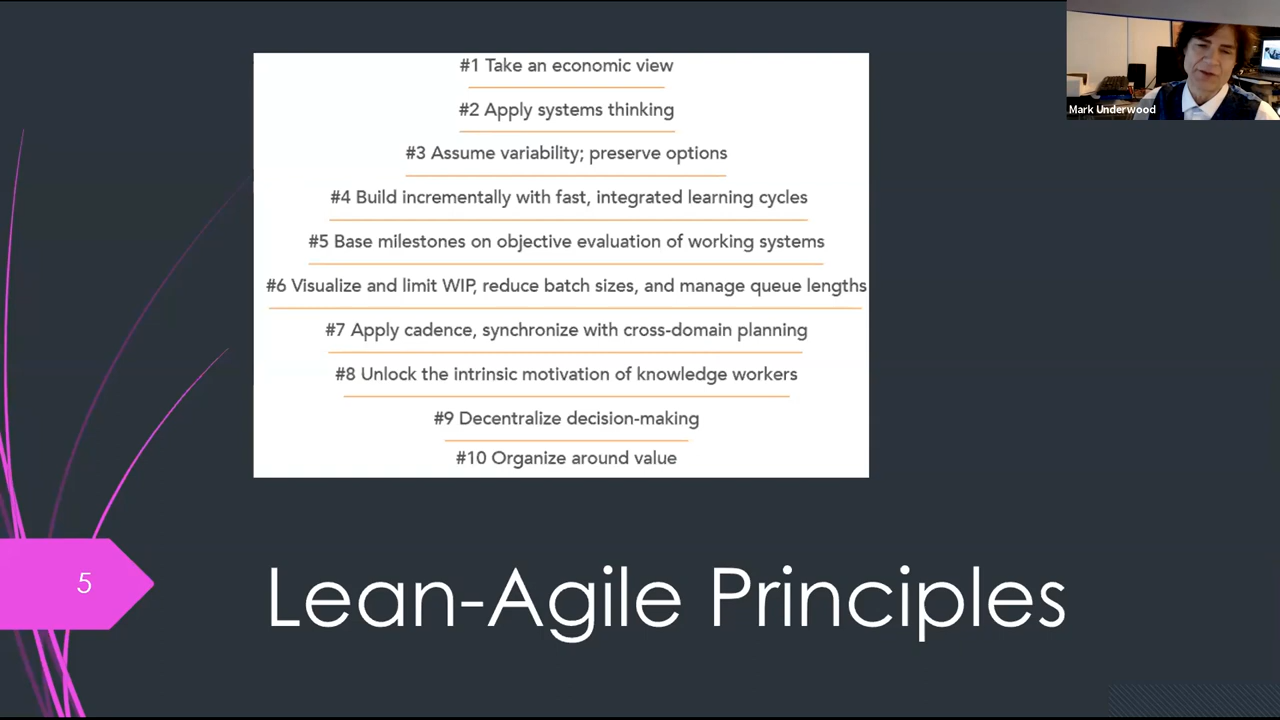 #1 Take an economic view
#2 Apply systems thinking
#3 Assume variability; preserve options
#4 Build incrementally with fast, integrated learning cycles
#5 Base milestones on objective evaluation of working systems
#6 Visualize and limit WIP, reduce batch sizes, and manage queue lengths
#7 Apply cadence, synchronize with cross-domain planning
#8 Unlock the intrinsic motivation of knowledge workers
#9 Decentralize decision-making
#10 Organize around value
Mark Underwood
5
Lean-Agile Principles